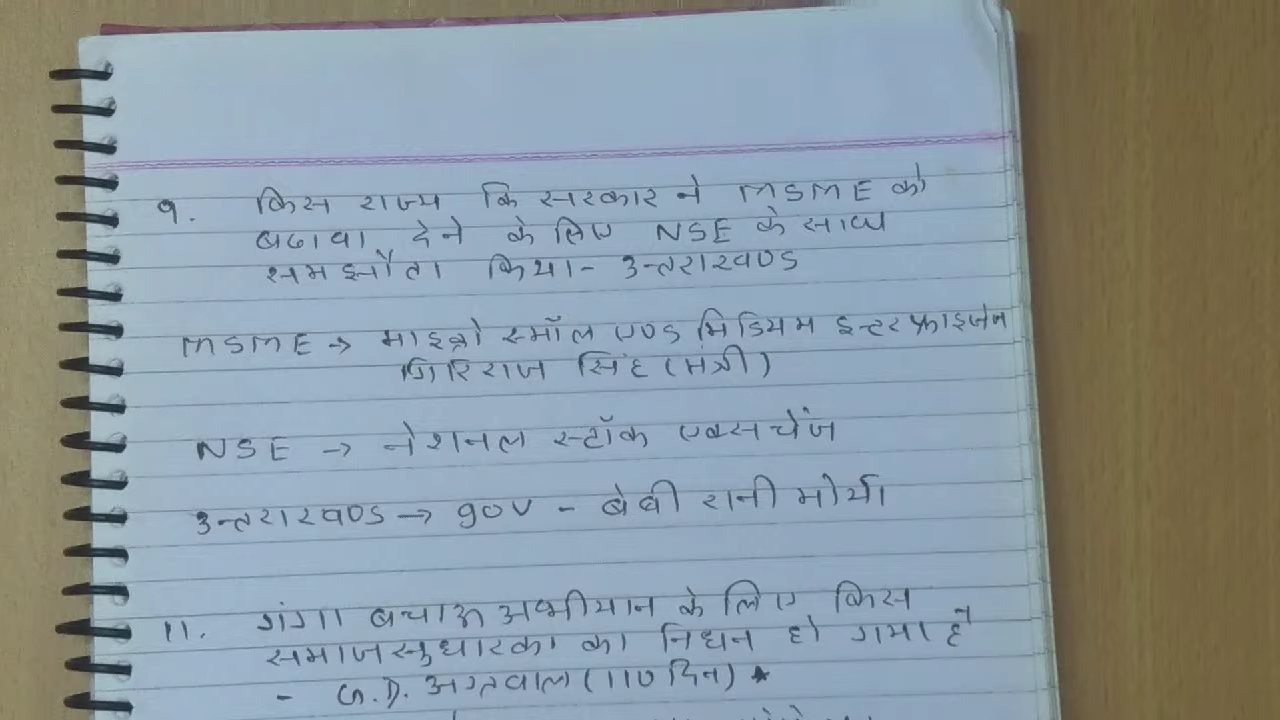 9. किस राज्य कि सरकार ने MSME को
बढावा देने के लिए NSE के साथ
समझौता किया - उत्तराखण्ड
MSME → माइक्रो स्मॉल एण्ड मिडियम इन्टरप्राइजेज
गिरिराज सिंह (मंत्री)
NSE → नेशनल स्टॉक एक्सचेंज
उत्तराखण्ड → gov - बेबी रानी मोर्या
11. गंगा बचाऊ अभीयान के लिए किस
समाजसुधारका का निधन हो गया है
- G.D. अग्रवाल (110 दिन) *